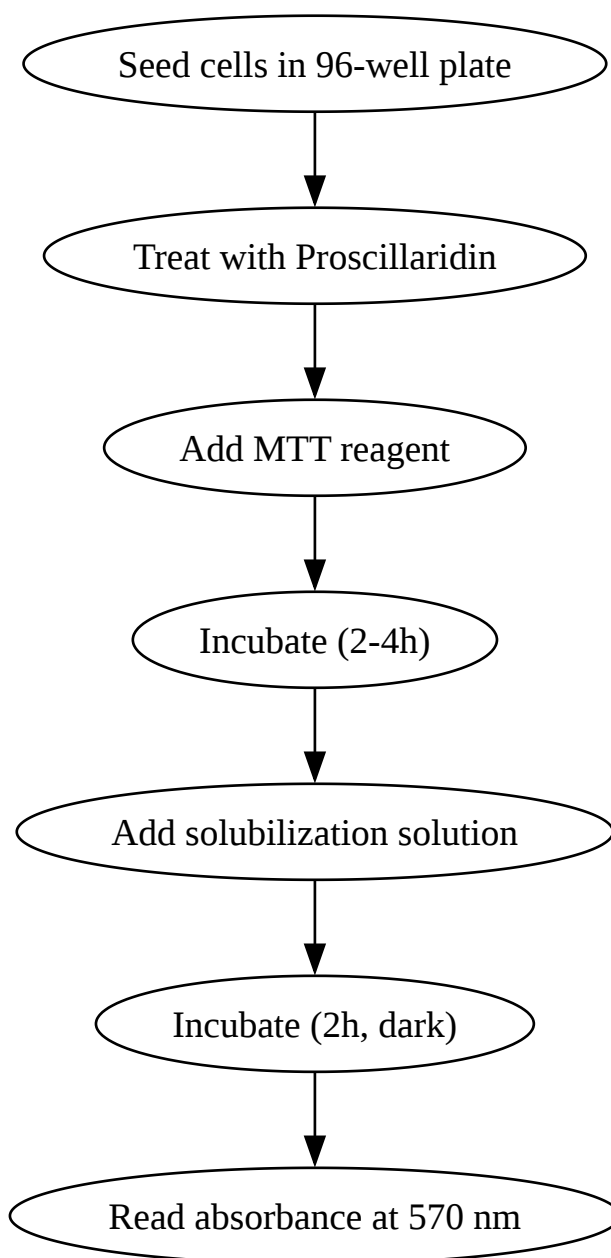 Seed cells in 96-well plate
Treat with Proscillaridin
Add MTT reagent
Incubate (2-4h)
Add solubilization solution
Incubate (2h, dark)
Read absorbance at 570 nm